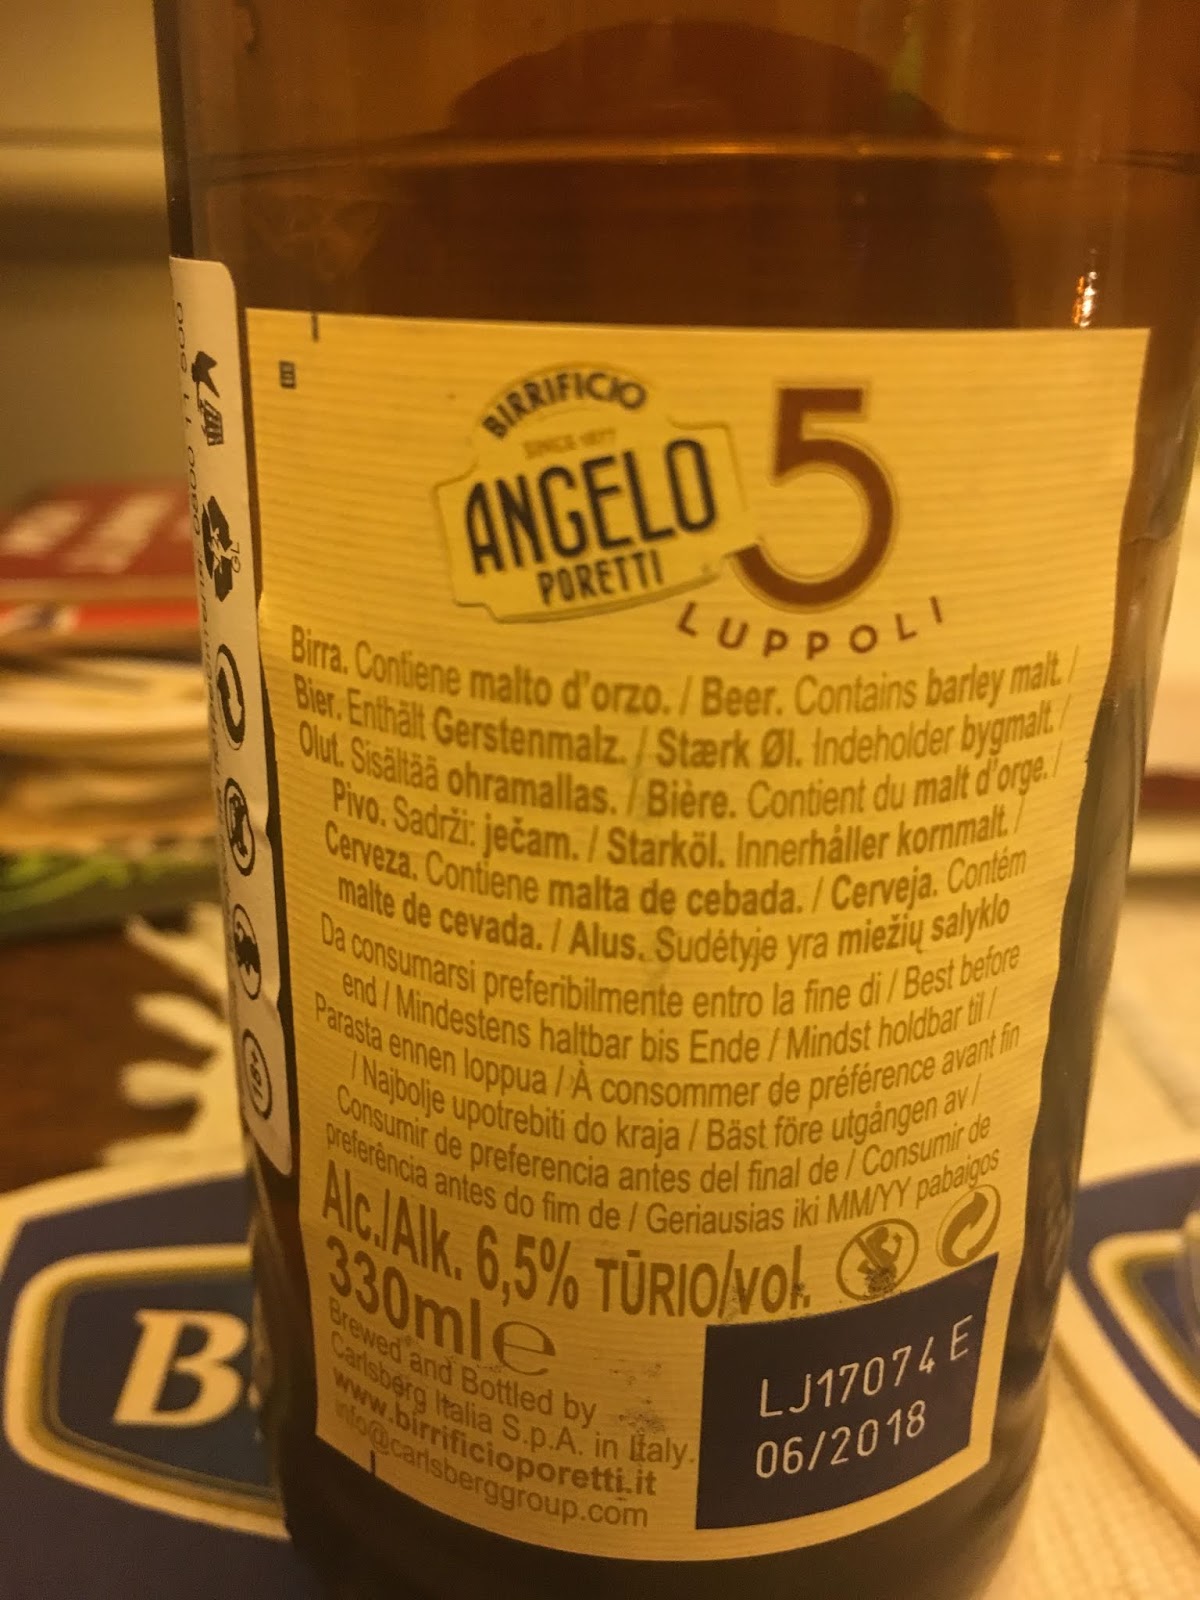 BIRRIFICIO
SINCE 1877
ANGELO
PORETTI
5
LUPPOLI
Birra. Contiene malto d'orzo. / Beer. Contains barley malt. /
Bier. Enthält Gerstenmalz. / Stærk Øl. Indeholder bygmalt. /
Olut. Sisältää ohramallas. / Bière. Contient du malt d'orge. /
Pivo. Sadrži: ječam. / Starköl. Innerhåller kornmalt. /
Cerveza. Contiene malta de cebada. / Cerveja. Contém
malte de cevada. / Alus. Sudėtyje yra miežių salyklo
Da consumarsi preferibilmente entro la fine di / Best before
end / Mindestens haltbar bis Ende / Mindst holdbar til /
Parasta ennen loppua / À consommer de préférence avant fin
/ Najbolje upotrebiti do kraja / Bäst före utgången av /
Consumir de preferencia antes del final de / Consumir de
preferência antes do fim de / Geriausias iki MM/YY pabaigos
Alc./Alk. 6,5% TŪRIO/vol.
330ml e
Brewed and Bottled by
Carlsberg Italia S.p.A. in Italy.
www.birrificioporetti.it
info@carlsberggroup.com
LJ17074 E
06/2018
GL
B